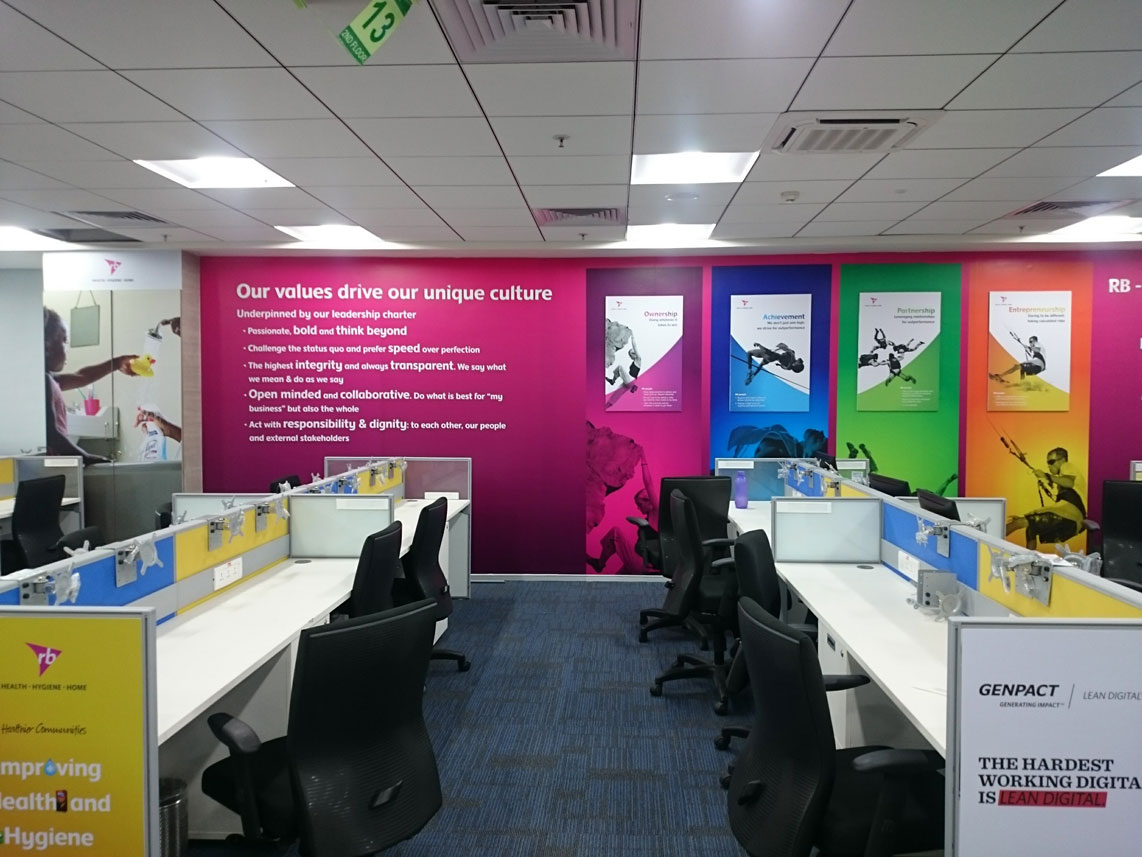 13
2ND FLOOR
rb
HEALTH • HYGIENE • HOME
Our values drive our unique culture
Underpinned by our leadership charter
• Passionate, bold and think beyond
• Challenge the status quo and prefer speed over perfection
• The highest integrity and always transparent. We say what
we mean & do as we say
• Open minded and collaborative. Do what is best for "my
business" but also the whole
• Act with responsibility & dignity: to each other, our people
and external stakeholders
Ownership
Achievement
Partnership
Entrepreneurship
RB -
rb
HEALTH • HYGIENE • HOME
Healthier Communities
mproving
Health and
Hygiene
GENPACT
GENERATING IMPACT
LEAN DIGITAL
THE HARDEST
WORKING DIGITA
IS LEAN DIGITAL.